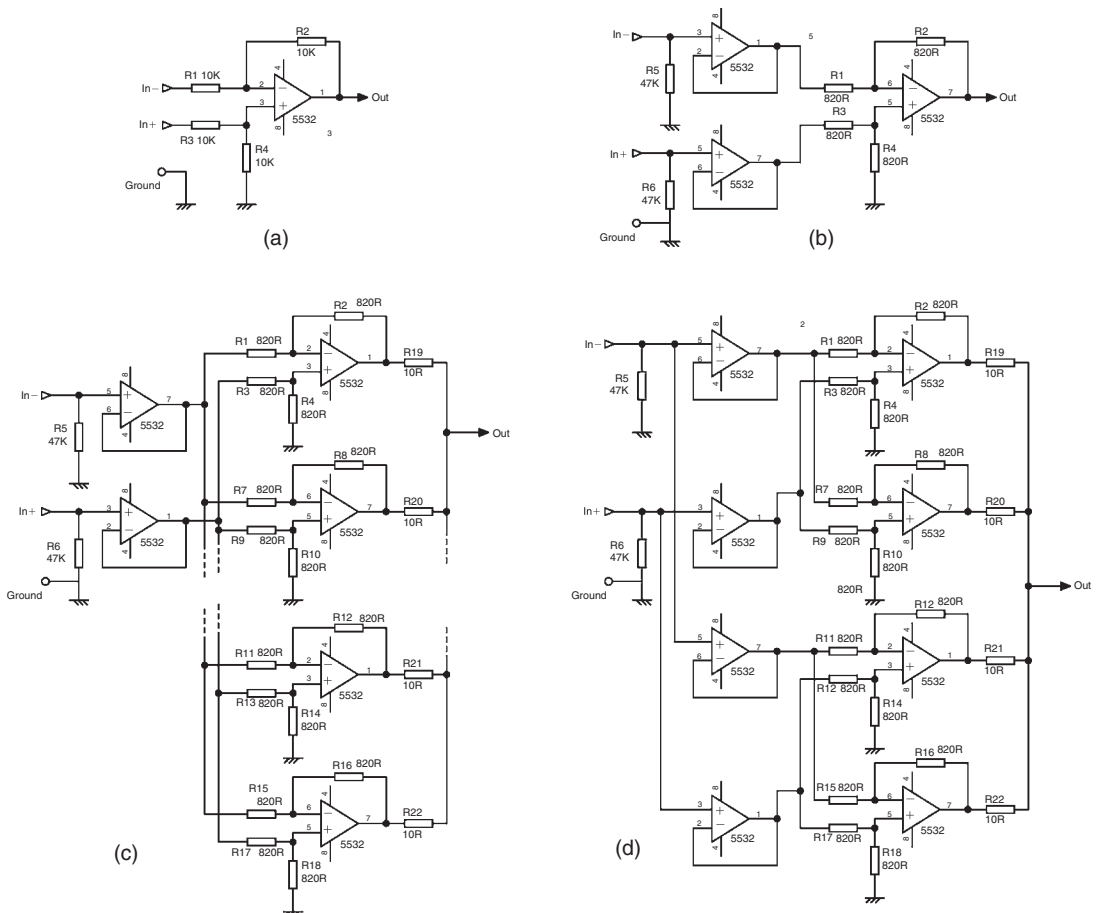 R2
10K
4
In−
R1 10K
2
−
1
Out
In+
3
+
5532
R3 10K
8
3
R4
10K
Ground
(a)
8
In−
3
+
1
5
R2
820R
2
−
4
5532
R5
47K
R1
820R
4
6
−
7
Out
R3
820R
5
+
5532
8
R4
820R
8
In+
5
+
7
6
−
4
5532
R6
47K
Ground
(b)
R2 820R
R1 820R
4
2
−
1
R19
10R
3
+
5532
8
R3
820R
R4
820R
8
In−
5
+
7
6
−
4
5532
R5
47K
Out
R8
820R
R7
820R
4
6
−
7
R20
10R
5
+
5532
8
R9
820R
R10
820R
8
In+
3
+
1
2
−
4
5532
R6
47K
Ground
R12
820R
R11 820R
4
2
−
1
R21
10R
3
+
5532
8
R13 820R
R14
820R
R16 820R
R15
820R
4
6
−
7
R22
10R
5
+
5532
8
R17 820R
R18
820R
(c)
8
In−
5
+
7
6
−
4
5532
R5
47K
2
R2 820R
R1 820R
4
2
−
1
R19
10R
3
+
5532
8
R3 820R
R4
820R
R8
820R
R7
820R
4
6
−
7
R20
10R
5
+
5532
8
R9
820R
R10
820R
820R
8
In+
3
+
1
2
−
4
5532
R6
47K
Ground
Out
8
5
+
7
6
−
4
5532
R12
820R
R11 820R
4
2
−
1
R21
10R
3
+
5532
8
R12 820R
R14
820R
R16
820R
R15 820R
4
6
−
7
R22
10R
5
+
5532
8
R17 820R
R18
820R
8
3
+
1
2
−
4
5532
(d)